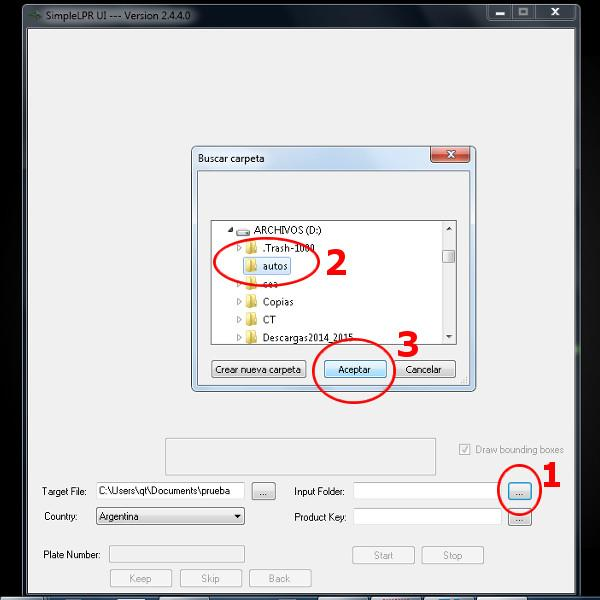 SimpleLPR UI --- Version 2.4.4.0
Buscar carpeta
ARCHIVOS (D:)
.Trash-1000
autos
2
cea
Copias
CT
Descargas2014_2015
3
Crear nueva carpeta Aceptar Cancelar
Draw bounding boxes
1
Target File: C:\Users\qt\Documents\prueba ... Input Folder: ...
Country: Argentina Product Key: ...
Plate Number: Start Stop
Keep Skip Back